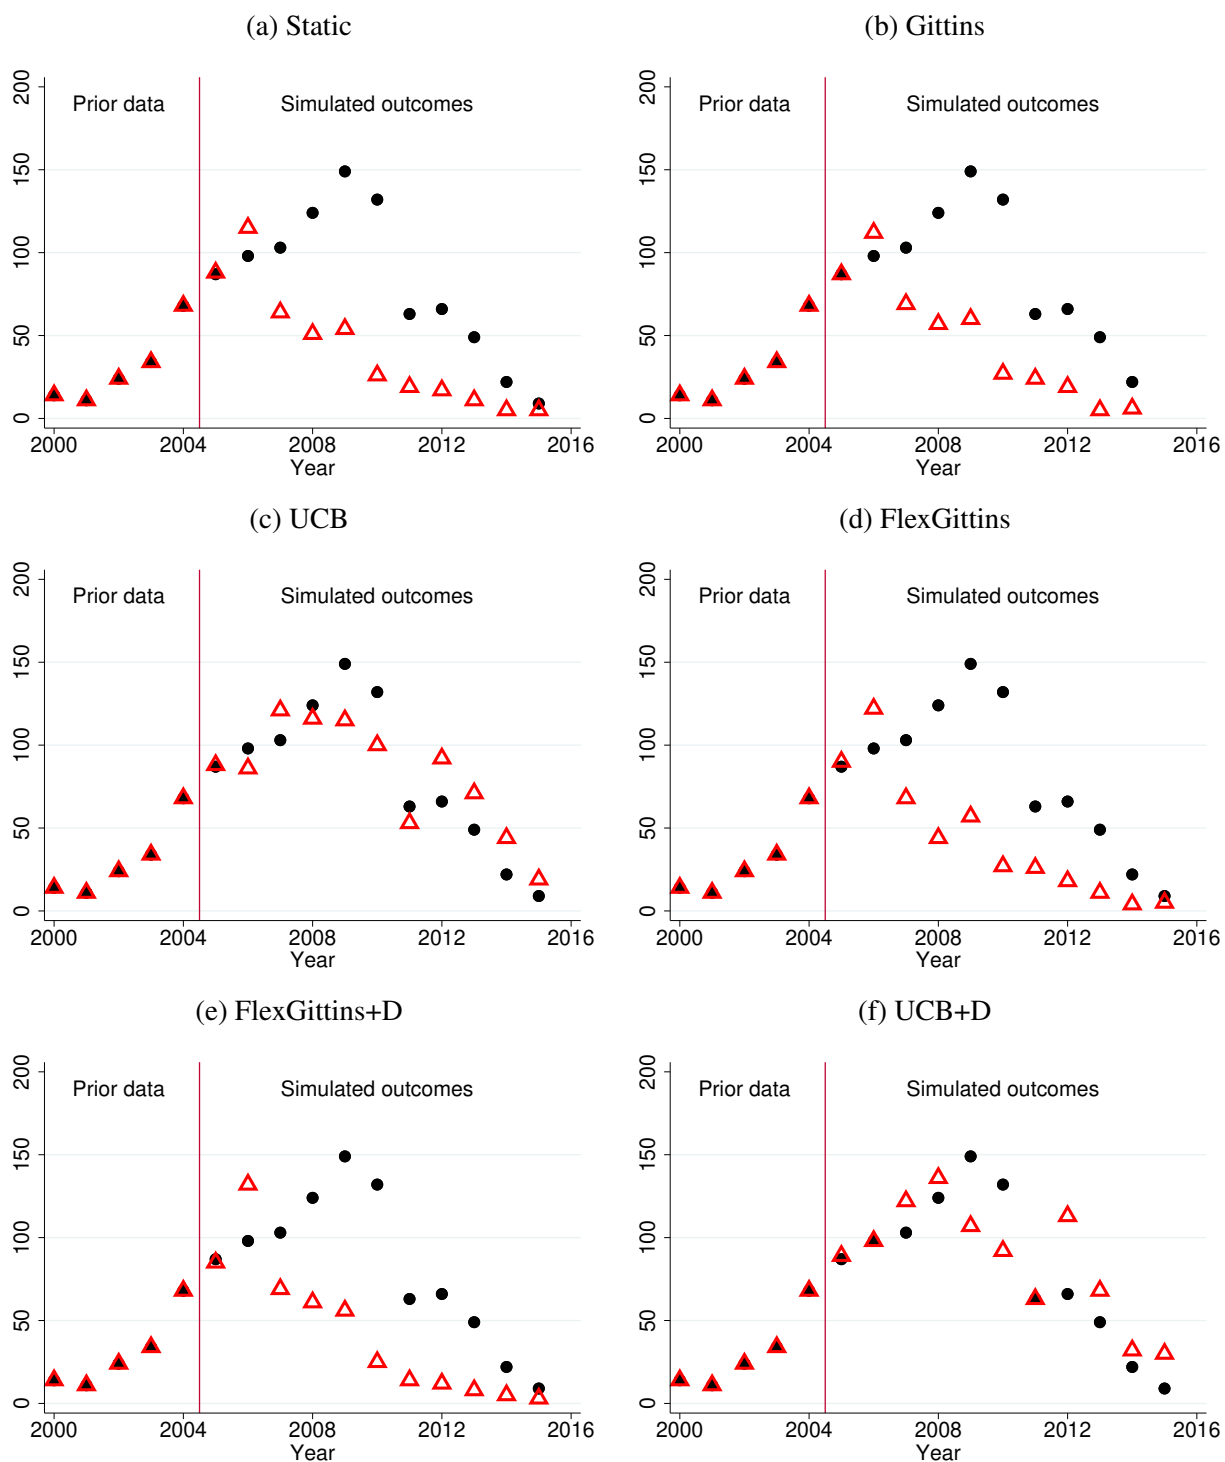 (a) Static
(b) Gittins
200
150
100
50
0
Prior data
Simulated outcomes
2000 2004 2008 2012 2016
Year
200
150
100
50
0
Prior data
Simulated outcomes
2000 2004 2008 2012 2016
Year
(c) UCB
(d) FlexGittins
200
150
100
50
0
Prior data
Simulated outcomes
2000 2004 2008 2012 2016
Year
200
150
100
50
0
Prior data
Simulated outcomes
2000 2004 2008 2012 2016
Year
(e) FlexGittins+D
(f) UCB+D
200
150
100
50
0
Prior data
Simulated outcomes
2000 2004 2008 2012 2016
Year
200
150
100
50
0
Prior data
Simulated outcomes
2000 2004 2008 2012 2016
Year